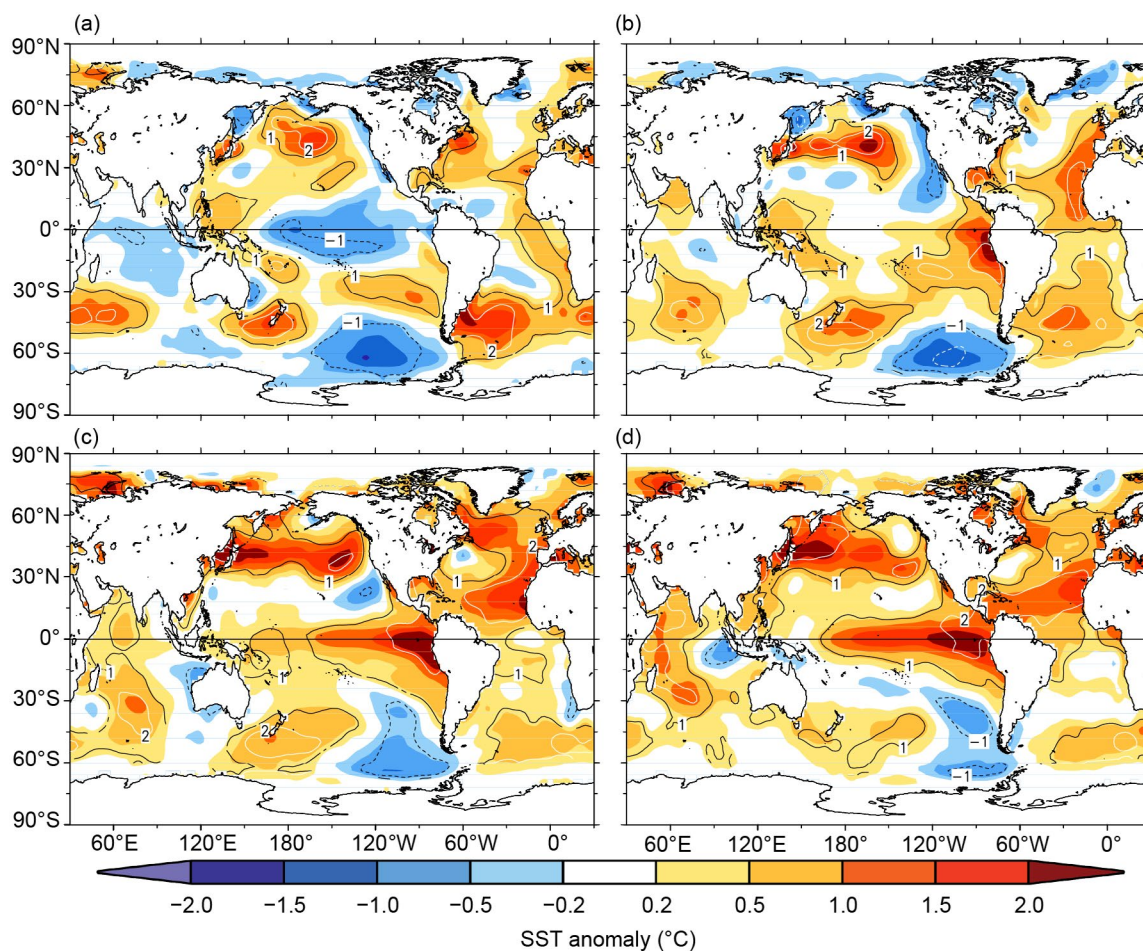 (a) (b)
90°N
60°N
30°N
0°
30°S
60°S
90°S
1 2 −1 1 1 −1 1 2
1 2 1 1 1 2 −1 1
(c) (d)
90°N
60°N
30°N
0°
30°S
60°S
90°S
1 2 1 1 1 2 2 1
1 1 2 2 1 1 1 −1 −1 1
60°E 120°E 180° 120°W 60°W 0° 60°E 120°E 180° 120°W 60°W 0°
−2.0 −1.5 −1.0 −0.5 −0.2 0.2 0.5 1.0 1.5 2.0
SST anomaly (°C)